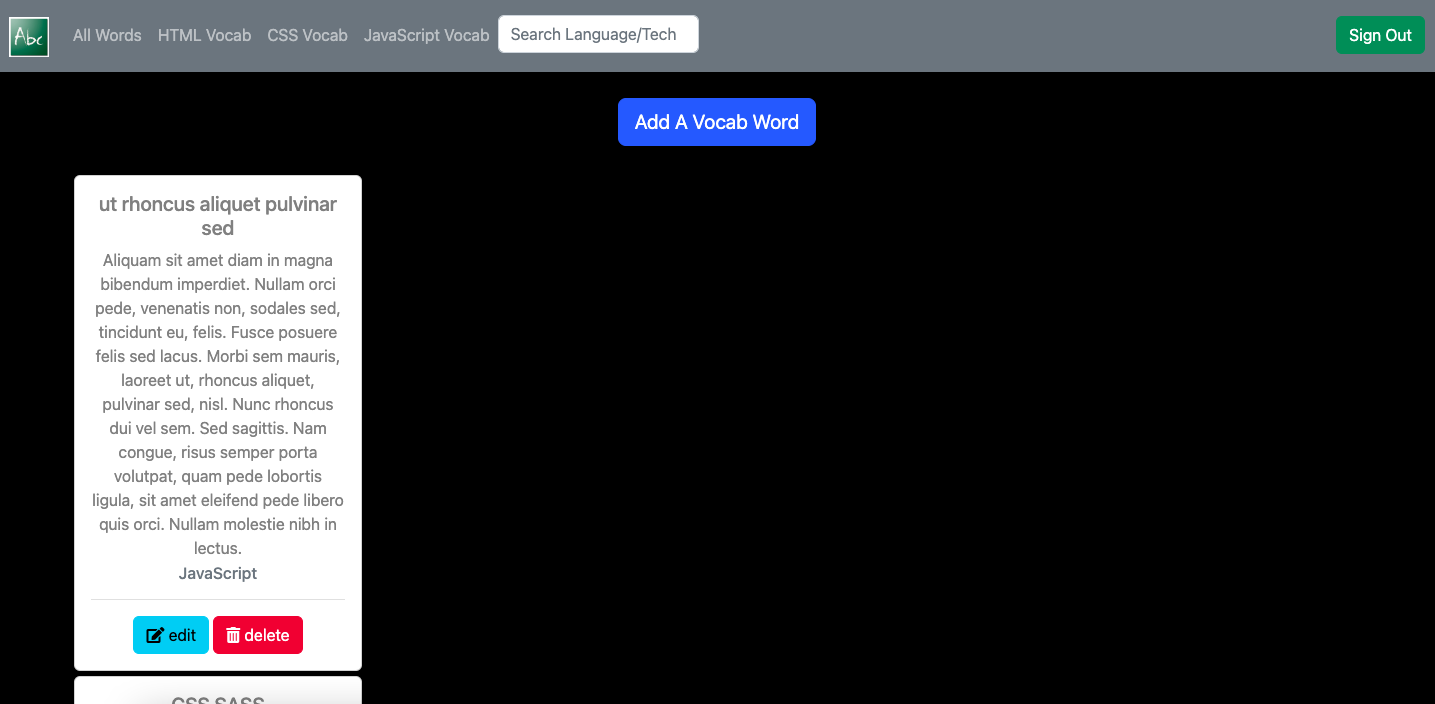 Abc
All Words HTML Vocab CSS Vocab JavaScript Vocab Search Language/Tech Sign Out
Add A Vocab Word
ut rhoncus aliquet pulvinar
sed
Aliquam sit amet diam in magna
bibendum imperdiet. Nullam orci
pede, venenatis non, sodales sed,
tincidunt eu, felis. Fusce posuere
felis sed lacus. Morbi sem mauris,
laoreet ut, rhoncus aliquet,
pulvinar sed, nisl. Nunc rhoncus
dui vel sem. Sed sagittis. Nam
congue, risus semper porta
volutpat, quam pede lobortis
ligula, sit amet eleifend pede libero
quis orci. Nullam molestie nibh in
lectus.
JavaScript
edit delete
CSS SASS